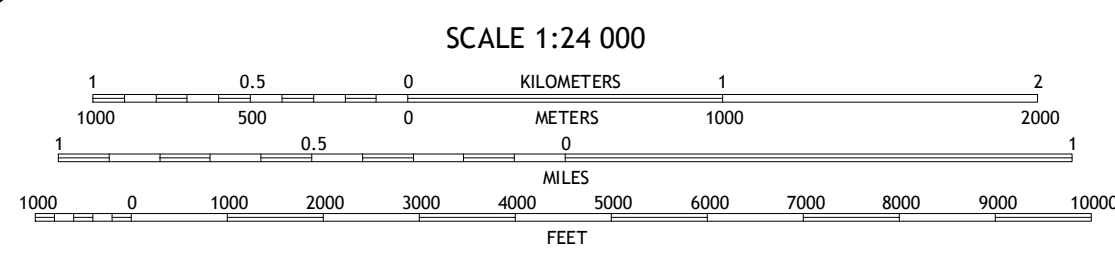 SCALE 1:24 000
1 0.5 0 KILOMETERS 1 2
1000 500 0 METERS 1000 2000
1 0.5 0 1
MILES
1000 0 1000 2000 3000 4000 5000 6000 7000 8000 9000 10000
FEET